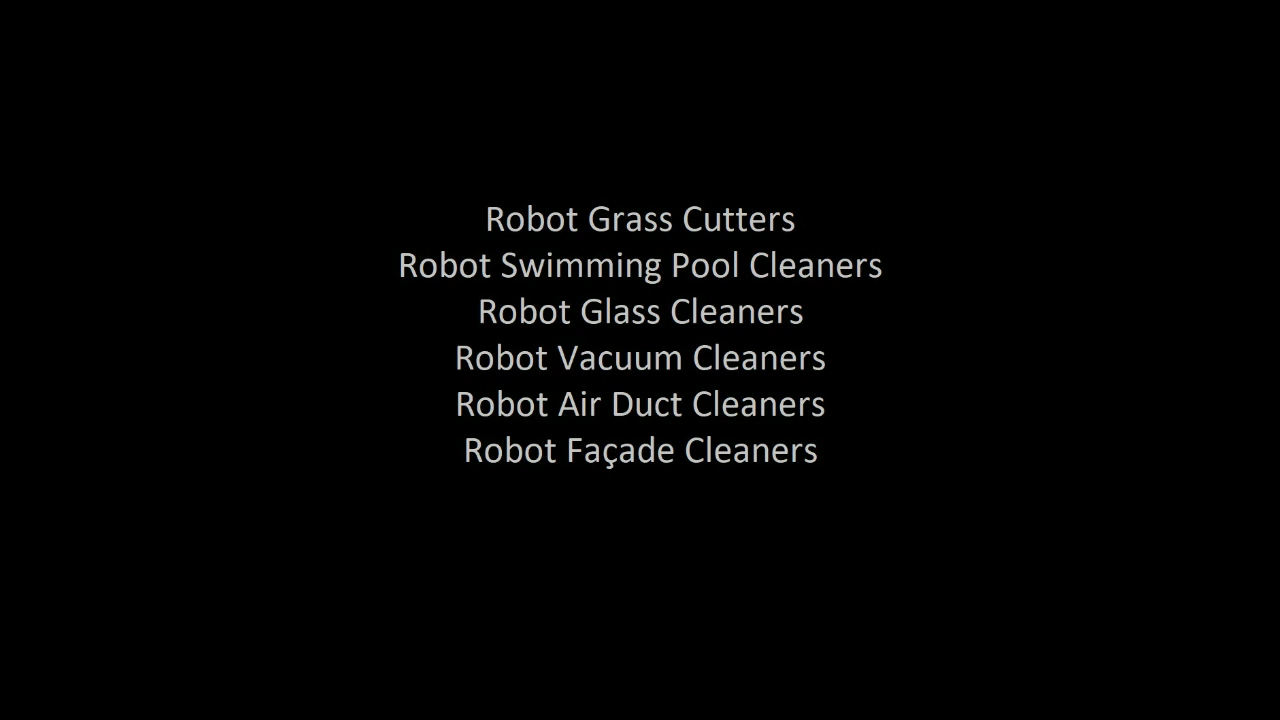 Robot Grass Cutters
Robot Swimming Pool Cleaners
Robot Glass Cleaners
Robot Vacuum Cleaners
Robot Air Duct Cleaners
Robot Façade Cleaners